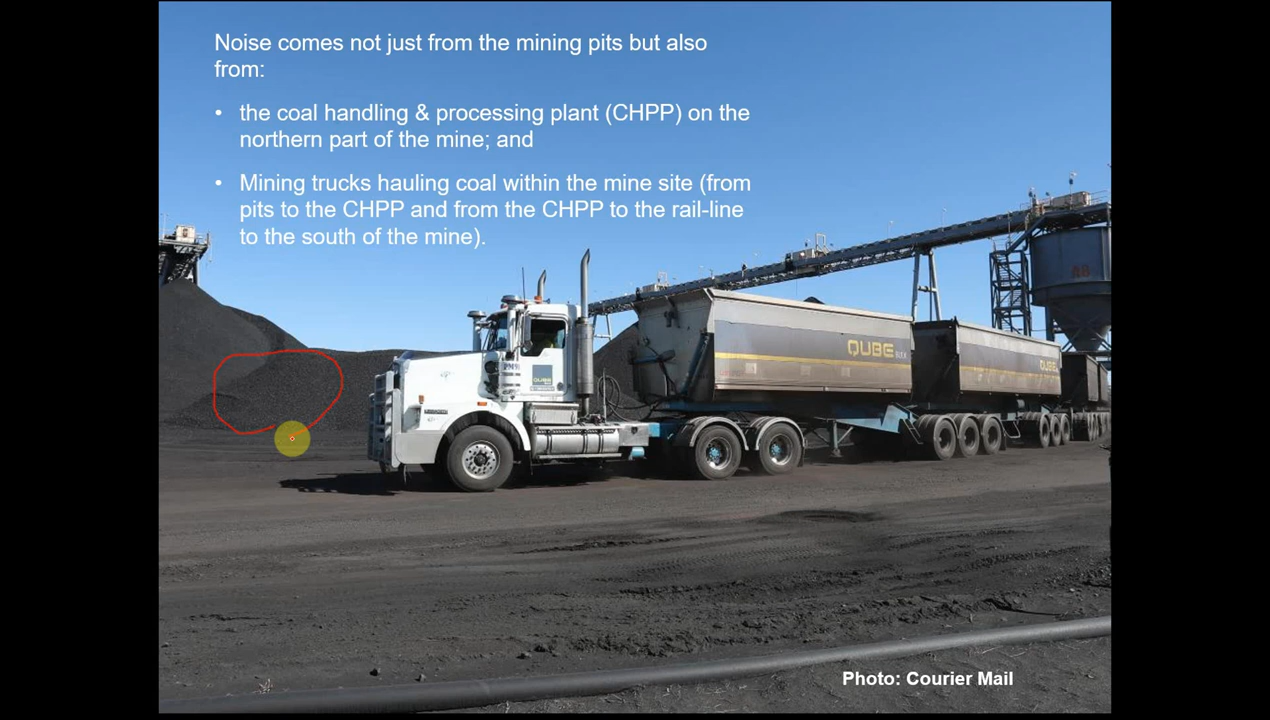 Noise comes not just from the mining pits but also
from:
• the coal handling & processing plant (CHPP) on the
northern part of the mine; and
• Mining trucks hauling coal within the mine site (from
pits to the CHPP and from the CHPP to the rail-line
to the south of the mine).
AB
QUBE
QUBE
QUBE
Photo: Courier Mail